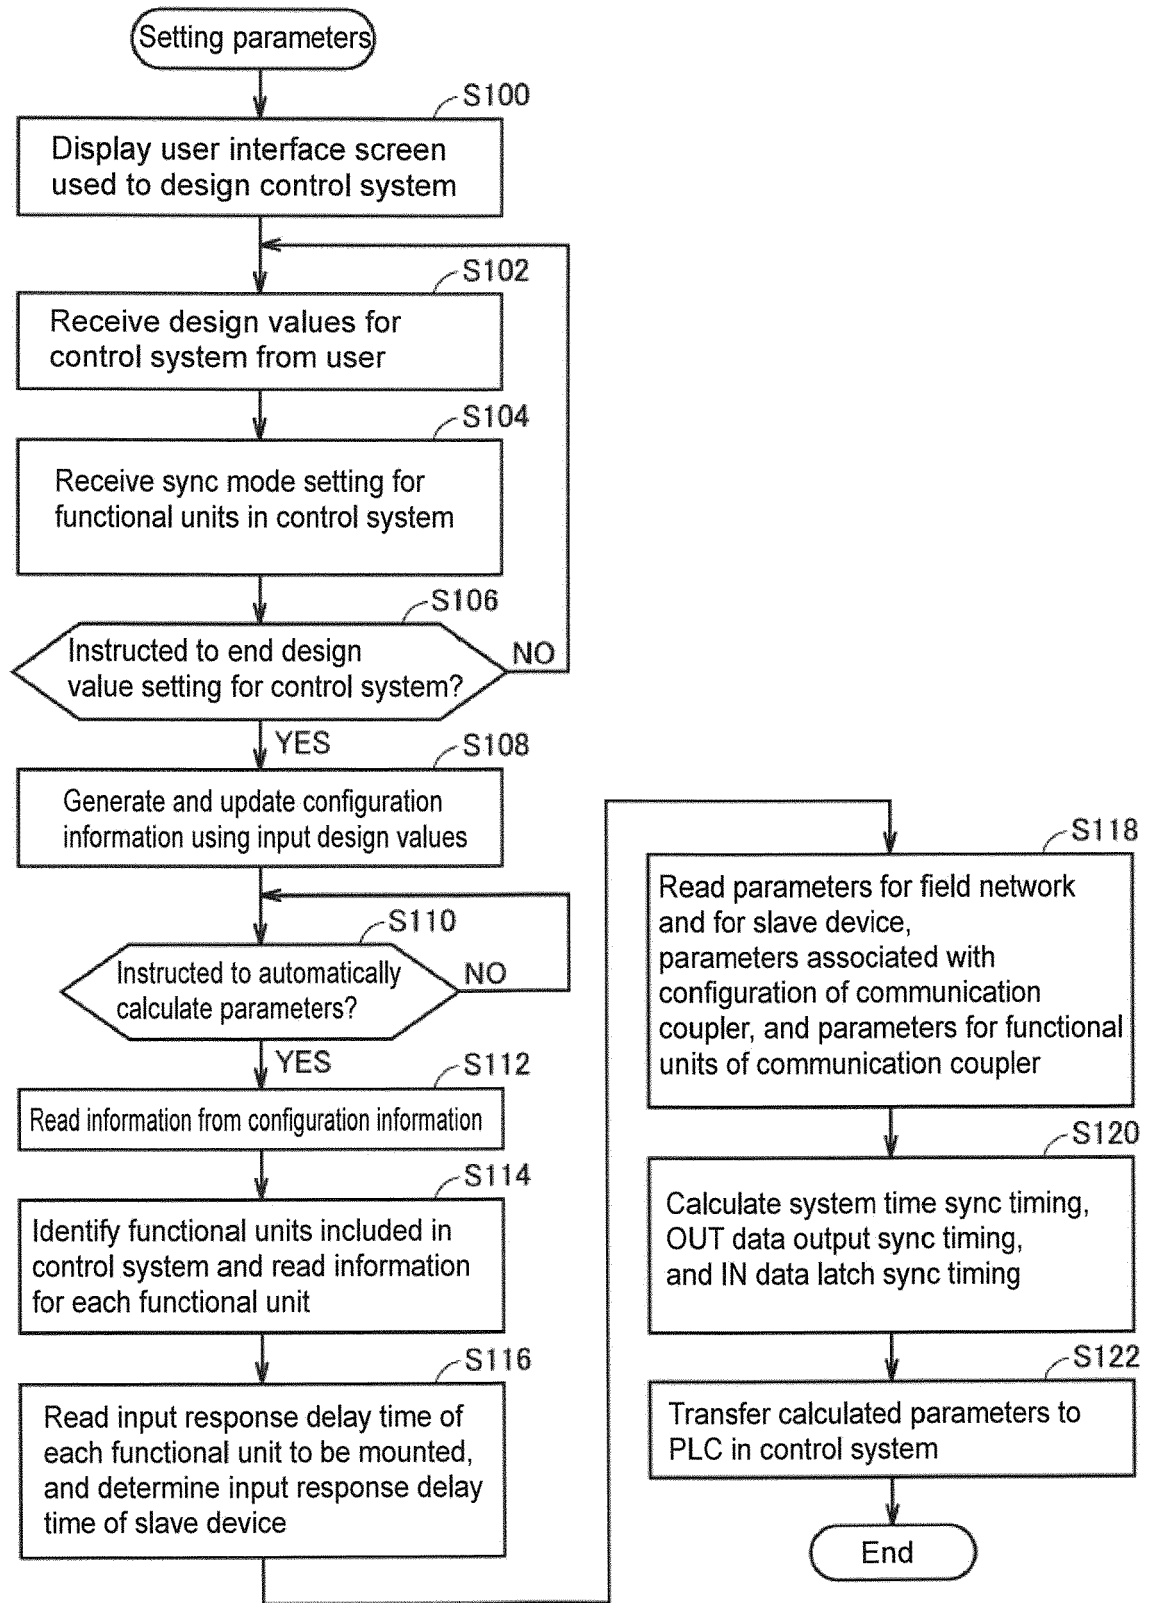 Setting parameters
S100
Display user interface screen
used to design control system
S102
Receive design values for
control system from user
S104
Receive sync mode setting for
functional units in control system
S106
Instructed to end design
value setting for control system?
NO
YES
S108
Generate and update configuration
information using input design values
S110
Instructed to automatically
calculate parameters?
NO
YES
S112
Read information from configuration information
S114
Identify functional units included in
control system and read information
for each functional unit
S116
Read input response delay time of
each functional unit to be mounted,
and determine input response delay
time of slave device
S118
Read parameters for field network
and for slave device,
parameters associated with
configuration of communication
coupler, and parameters for functional
units of communication coupler
S120
Calculate system time sync timing,
OUT data output sync timing,
and IN data latch sync timing
S122
Transfer calculated parameters to
PLC in control system
End